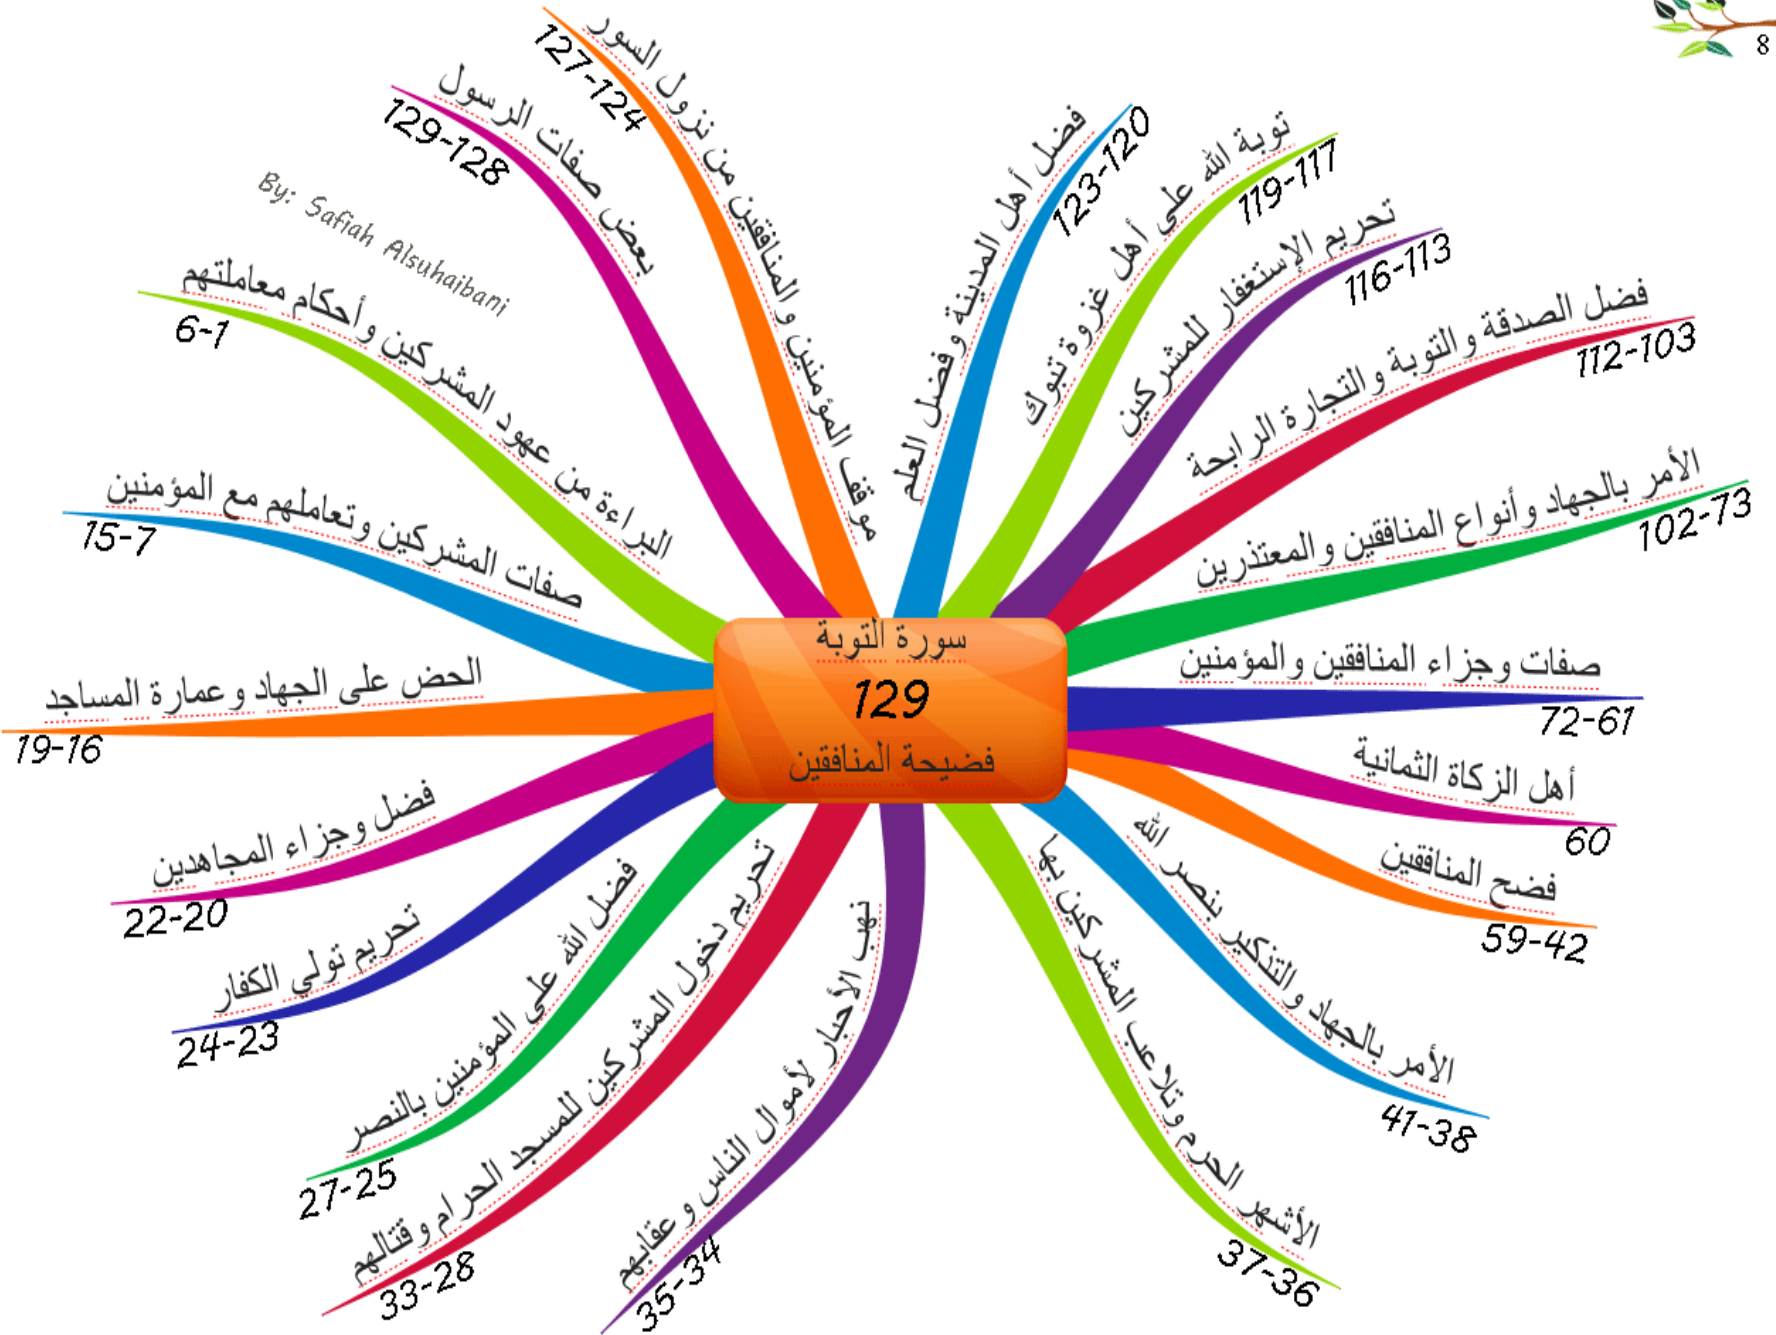 8
By: Safiah Alsuhaibani
سورة التوبة
129
فضيحة المنافقين
البراءة من عهود المشركين وأحكام معاملتهم
6-1
صفات المشركين وتعاملهم مع المؤمنين
15-7
الحض على الجهاد وعمارة المساجد
19-16
فضل وجزاء المجاهدين
22-20
تحريم تولي الكفار
24-23
فضل الله على المؤمنين بالنصر
27-25
تحريم دخول المشركين للمسجد الحرام وقتالهم
33-28
نهب الأحبار لأموال الناس وعقابهم
35-34
الأشهر الحرم وتلاعب المشركين بها
37-36
الأمر بالجهاد والتذكير بنصر الله
41-38
فضح المنافقين
59-42
أهل الزكاة الثمانية
60
صفات وجزاء المنافقين والمؤمنين
72-61
الأمر بالجهاد وأنواع المنافقين والمعتذرين
102-73
فضل الصدقة والتوبة والتجارة الرابحة
112-103
تحريم الإستغفار للمشركين
116-113
توبة الله على أهل غزوة تبوك
119-117
فضل أهل المدينة وفضل العلم
123-120
موقف المؤمنين والمنافقين من نزول السور
127-124
بعض صفات الرسول
129-128